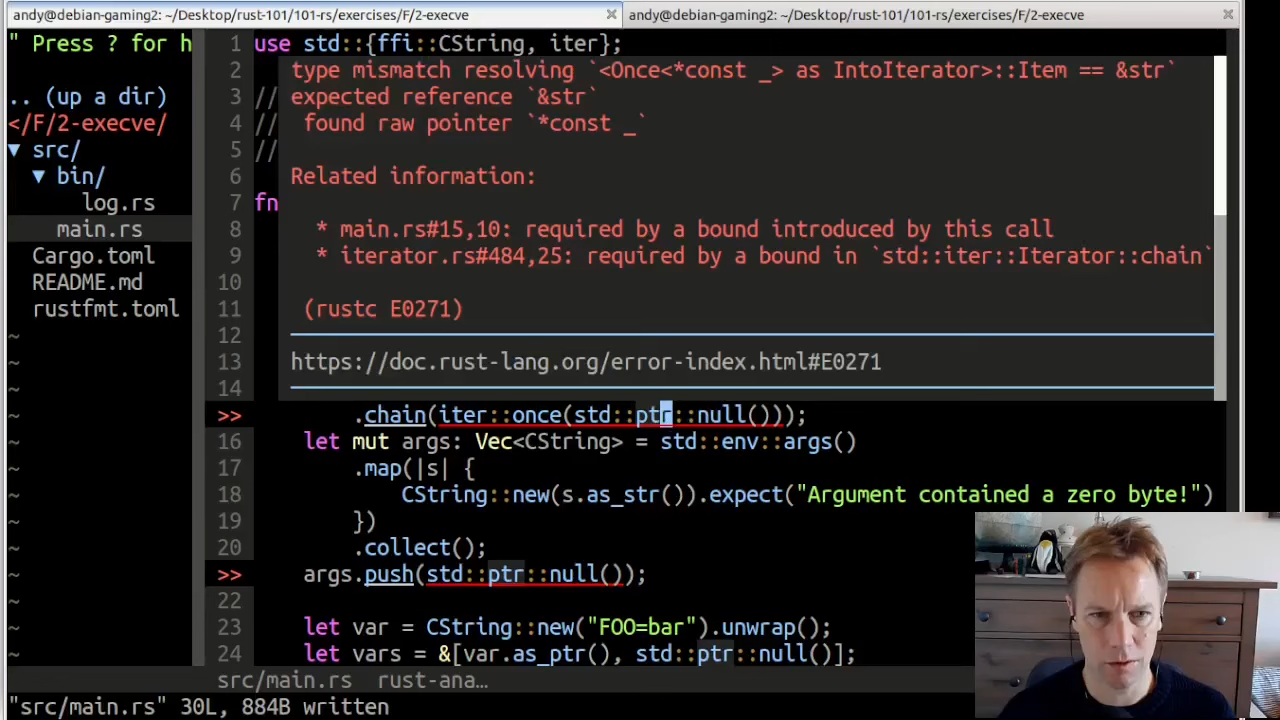 andy@debian-gaming2: ~/Desktop/rust-101/101-rs/exercises/F/2-execve
andy@debian-gaming2: ~/Desktop/rust-101/101-rs/exercises/F/2-execve
" Press ? for h
.. (up a dir)
</F/2-execve/
▼ src/
▼ bin/
log.rs
main.rs
Cargo.toml
README.md
rustfmt.toml
~
~
~
~
~
~
~
~
~
~
~
~
~
1 use std::{ffi::CString, iter};
2 type mismatch resolving `<Once<*const _> as IntoIterator>::Item == &str`
3 // expected reference `&str`
4 // found raw pointer `*const _`
5 //
6 Related information:
7 fn
8 * main.rs#15,10: required by a bound introduced by this call
9 * iterator.rs#484,25: required by a bound in `std::iter::Iterator::chain`
10
11 (rustc E0271)
12
13 https://doc.rust-lang.org/error-index.html#E0271
14
>> .chain(iter::once(std::ptr::null()));
16 let mut args: Vec<CString> = std::env::args()
17 .map(|s| {
18 CString::new(s.as_str()).expect("Argument contained a zero byte!")
19 })
20 .collect();
>> args.push(std::ptr::null());
22
23 let var = CString::new("FOO=bar").unwrap();
24 let vars = &[var.as_ptr(), std::ptr::null()];
src/main.rs rust-ana…
"src/main.rs" 30L, 884B written